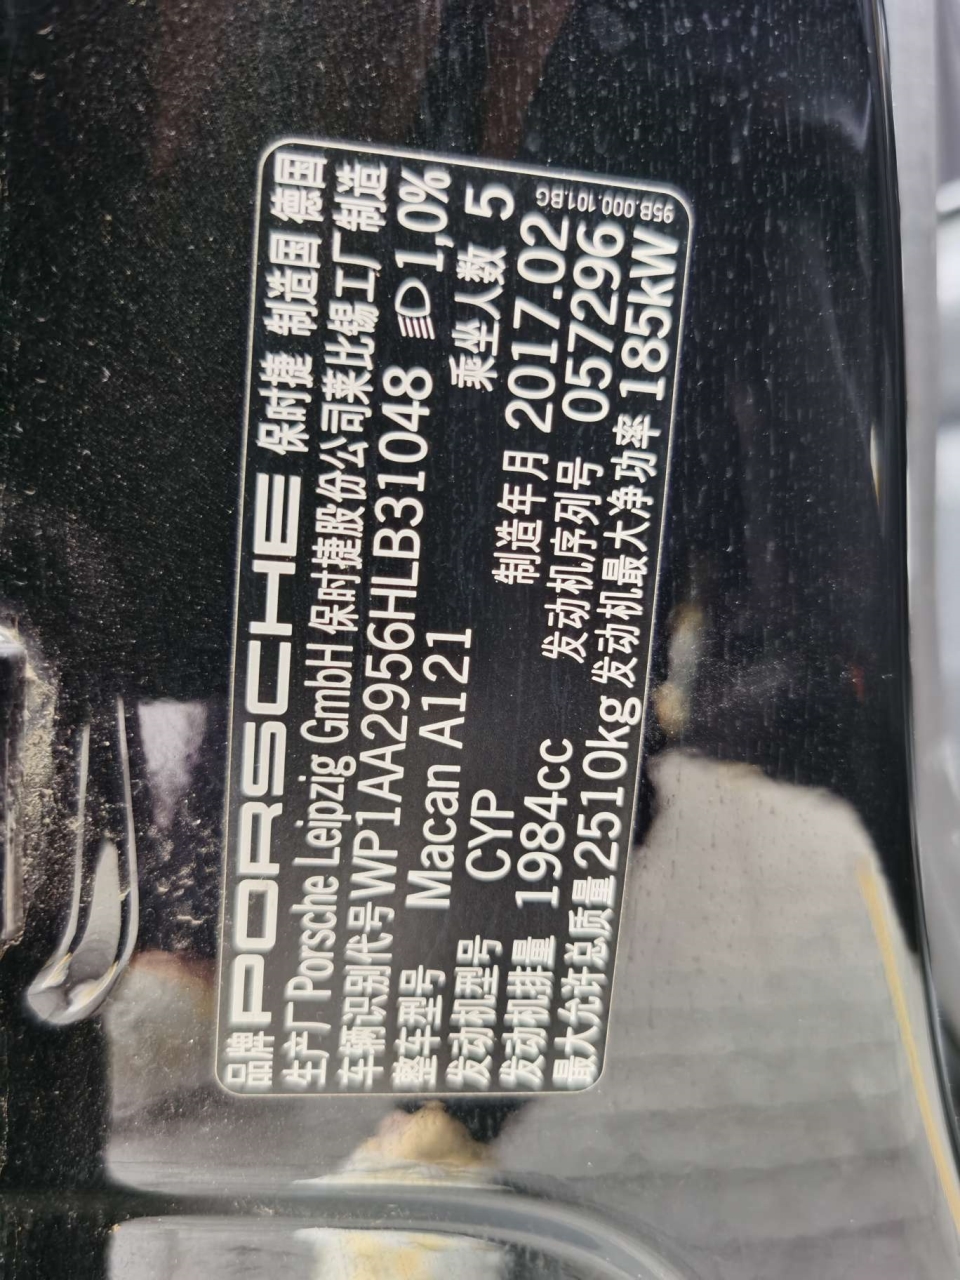 品牌 PORSCHE 保时捷 制造国 德国
生产厂 Porsche Leipzig GmbH 保时捷股份公司莱比锡工厂制造
车辆识别代号 WP1AA2956HLB31048 1,0%
整车型号 Macan A121 乘坐人数 5
发动机型号 CYP 制造年月 2017.02
发动机排量 1984cc 发动机序列号 057296
最大允许总质量 2510kg 发动机最大净功率 185kW
95B.000.101.BG